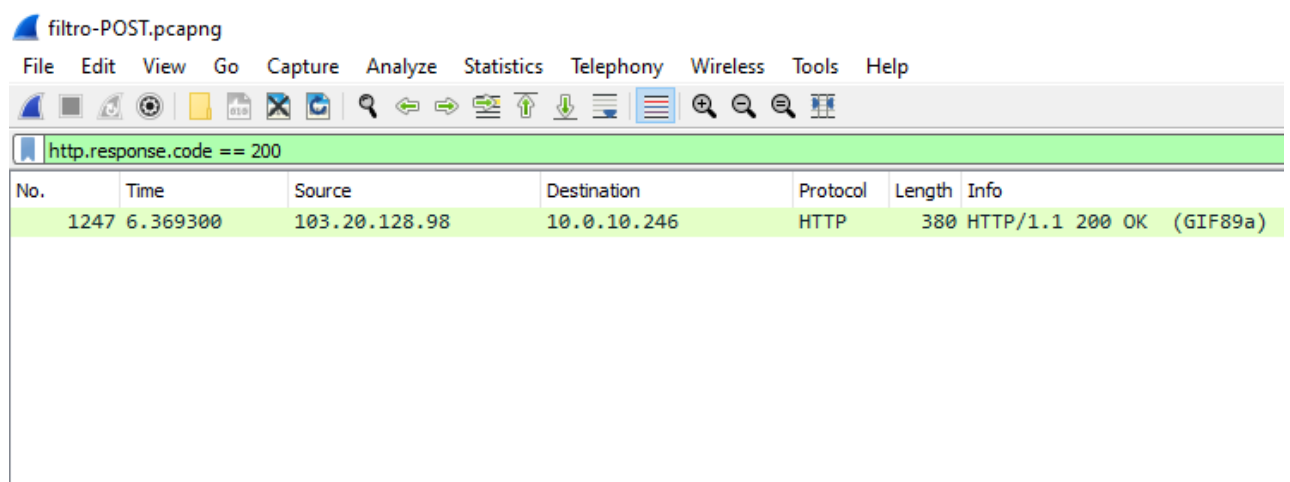 filtro-POST.pcapng
File Edit View Go Capture Analyze Statistics Telephony Wireless Tools Help
http.response.code == 200
No. Time Source Destination Protocol Length Info
1247 6.369300 103.20.128.98 10.0.10.246 HTTP 380 HTTP/1.1 200 OK (GIF89a)